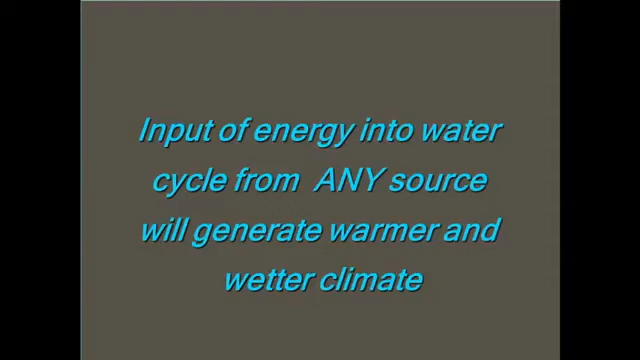 Input of energy into water
cycle from ANY source
will generate warmer and
wetter climate